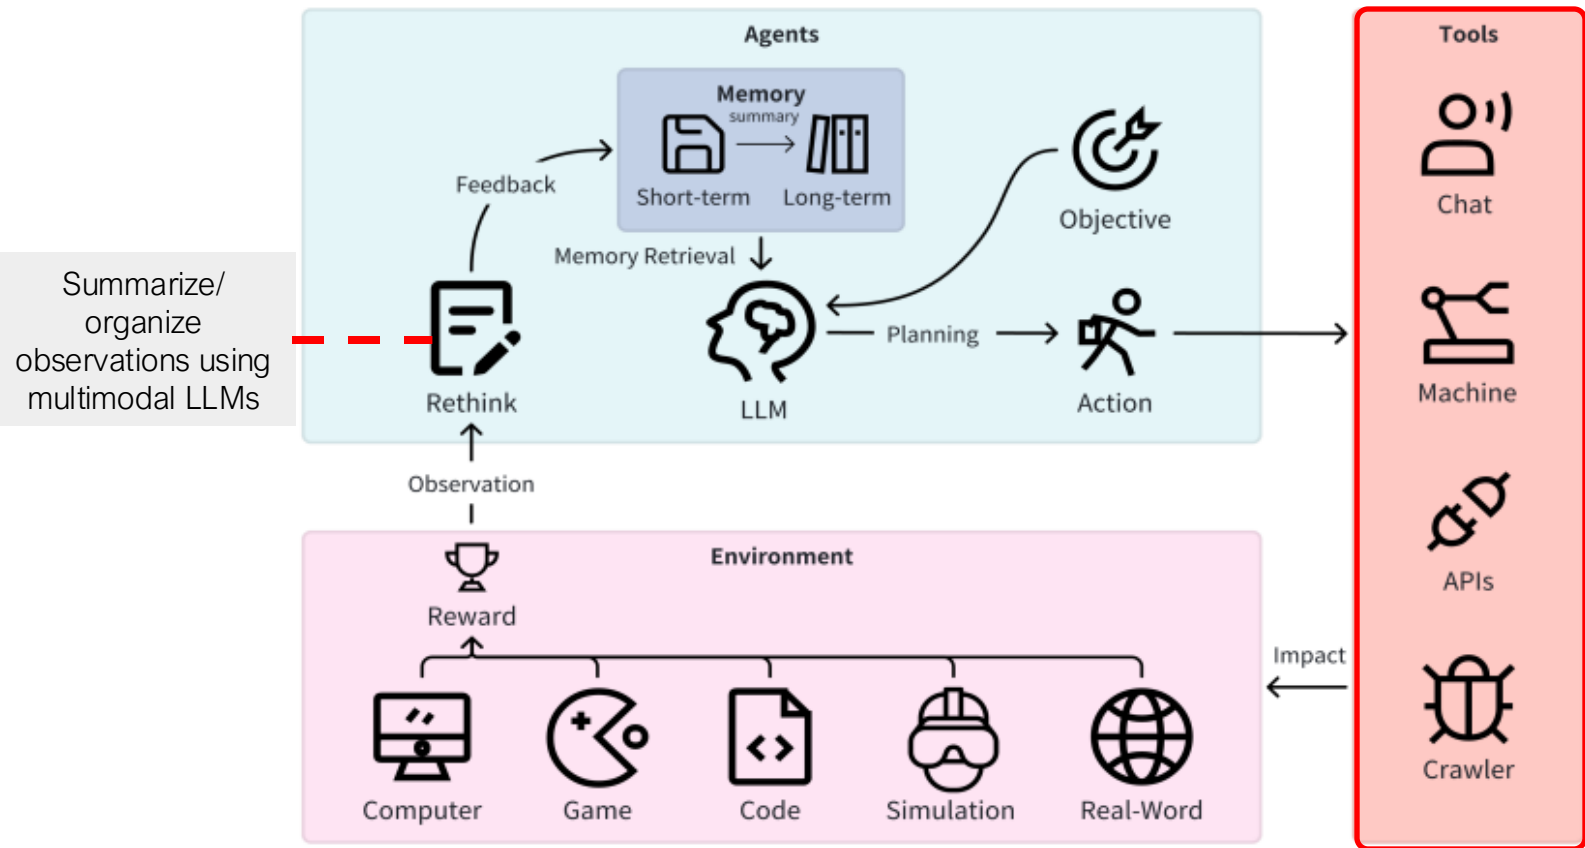 Agents
Tools
Memory
summary
Short-term
Long-term
Feedback
Memory Retrieval
Objective
Chat
Summarize/
organize
observations using
multimodal LLMs
Planning
Rethink
LLM
Action
Machine
Observation
Environment
Reward
APIs
Impact
Computer
Game
Code
Simulation
Real-Word
Crawler